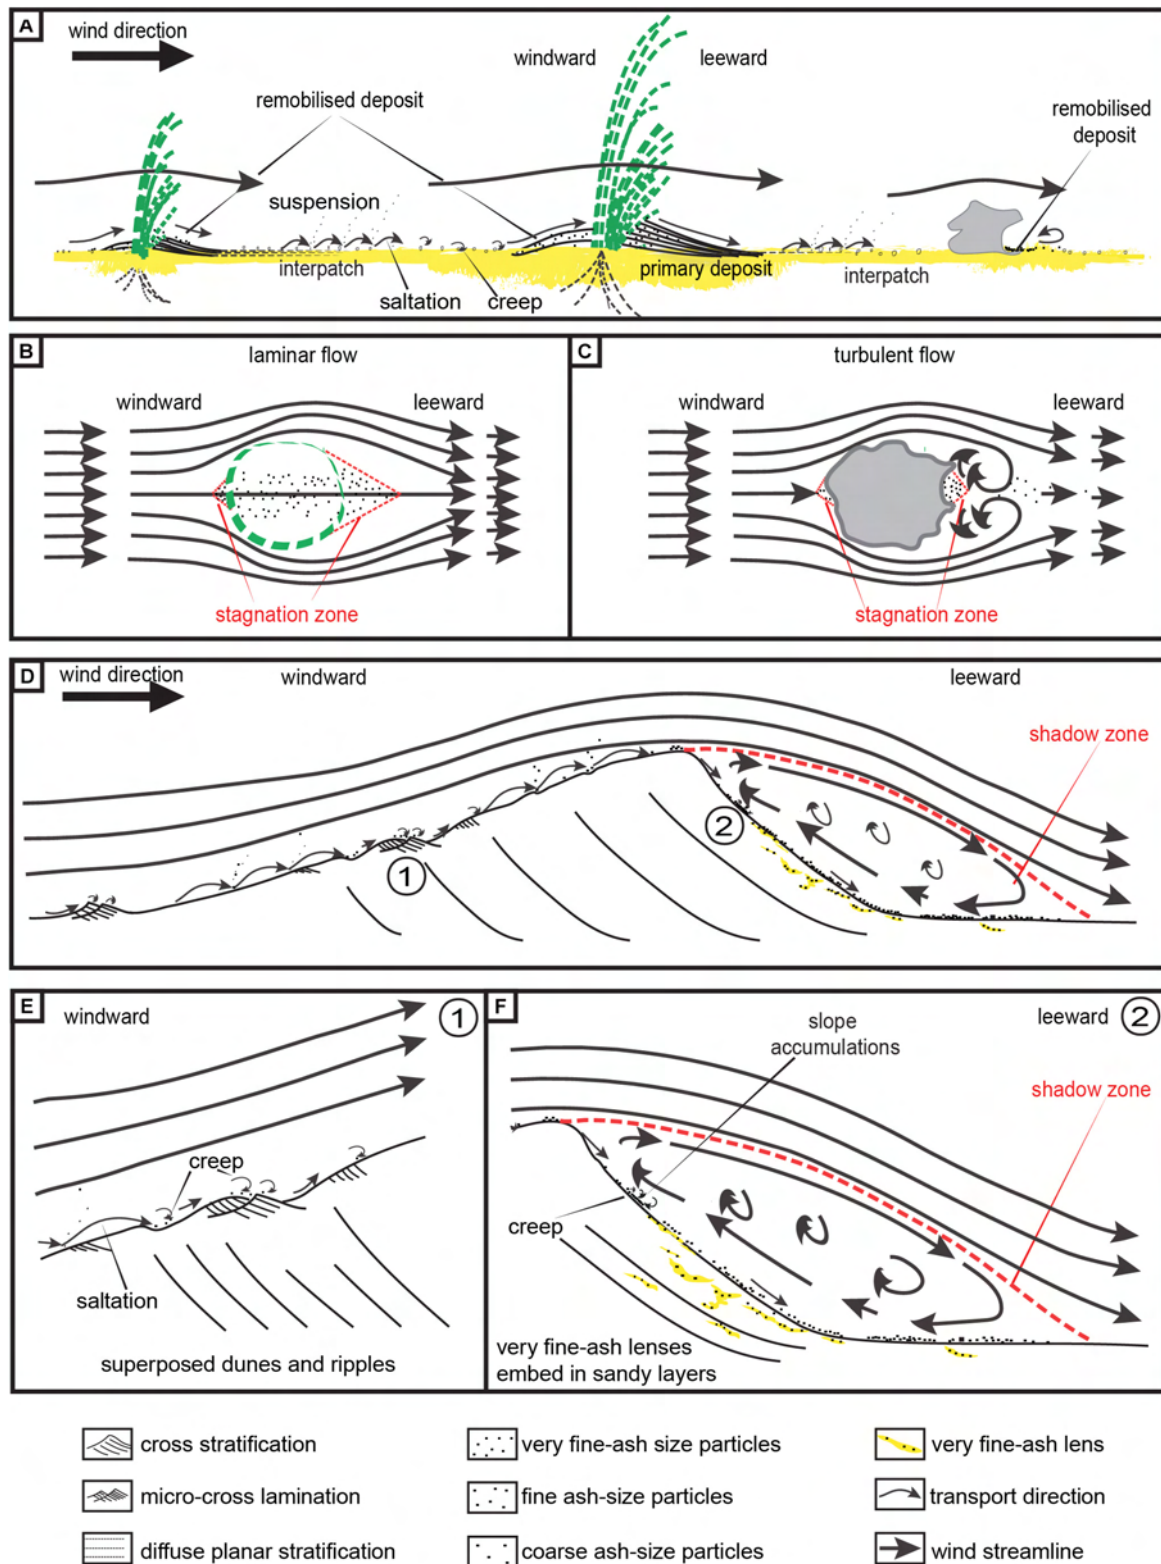 A
wind direction
windward
leeward
remobilised deposit
remobilised
deposit
suspension
interpatch
primary deposit
interpatch
saltation
creep
B
laminar flow
windward
leeward
stagnation zone
C
turbulent flow
windward
leeward
stagnation zone
D
wind direction
windward
leeward
shadow zone
1
2
E
windward
1
creep
saltation
superposed dunes and ripples
F
slope
accumulations
leeward 2
shadow zone
creep
very fine-ash lenses
embed in sandy layers
cross stratification
very fine-ash size particles
very fine-ash lens
micro-cross lamination
fine ash-size particles
transport direction
diffuse planar stratification
coarse ash-size particles
wind streamline